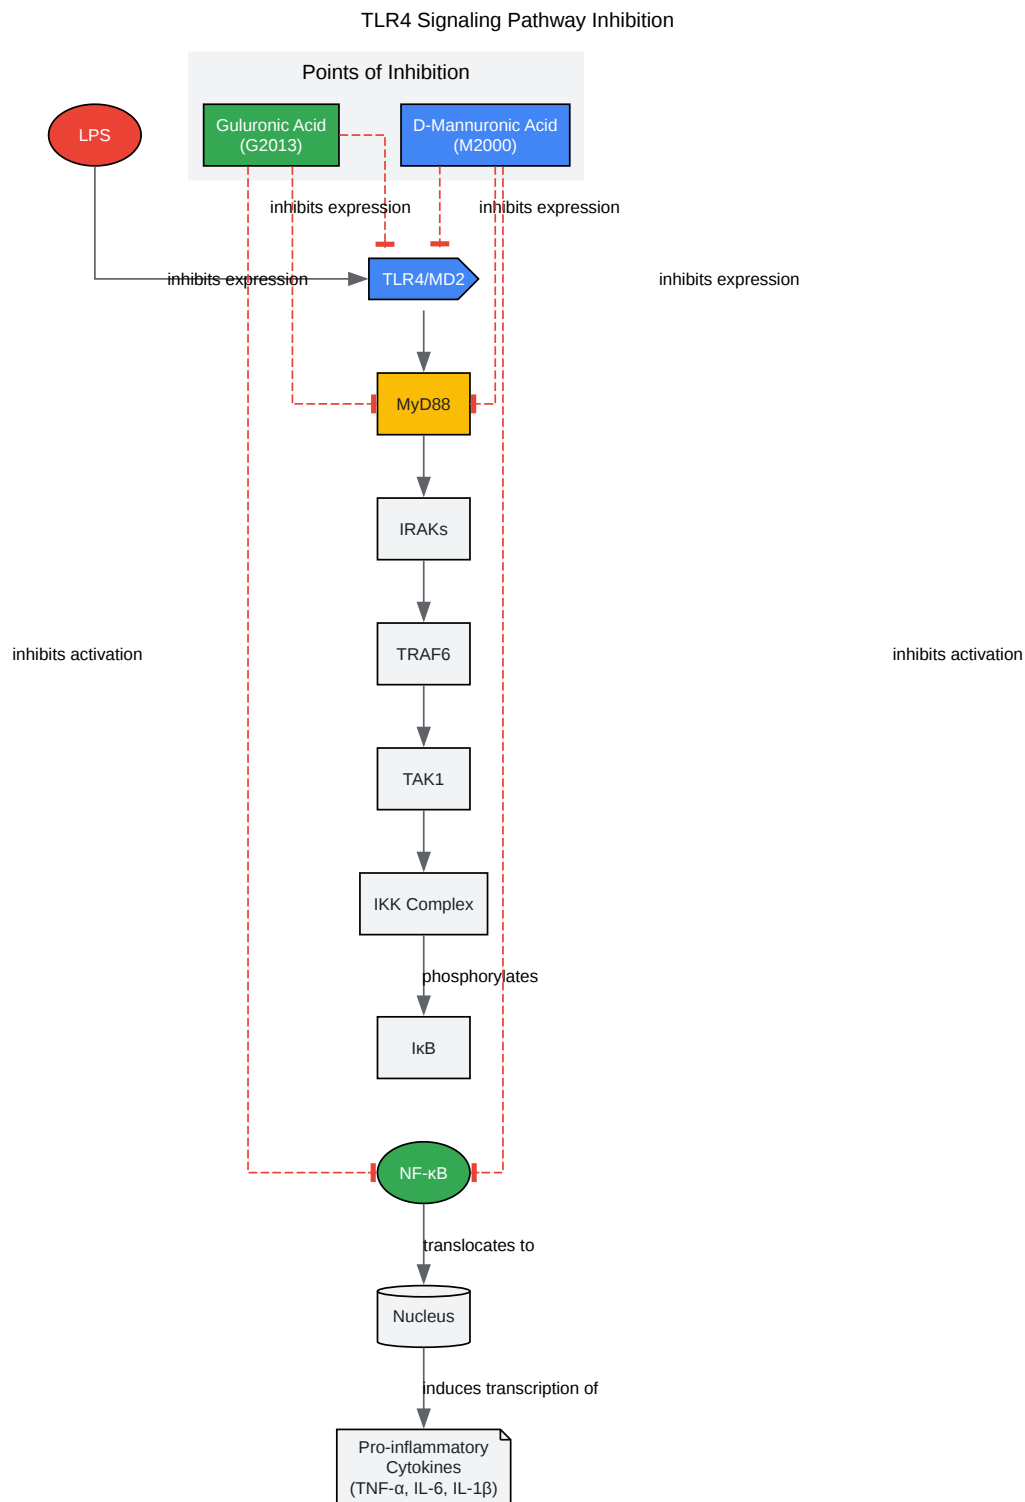 TLR4 Signaling Pathway Inhibition
Points of Inhibition
LPS
Guluronic Acid
(G2013)
D-Mannuronic Acid
(M2000)
inhibits expression
inhibits expression
inhibits expression
TLR4/MD2
inhibits expression
MyD88
IRAKs
inhibits activation
TRAF6
inhibits activation
TAK1
IKK Complex
phosphorylates
IκB
NF-κB
translocates to
Nucleus
induces transcription of
Pro-inflammatory
Cytokines
(TNF-α, IL-6, IL-1β)